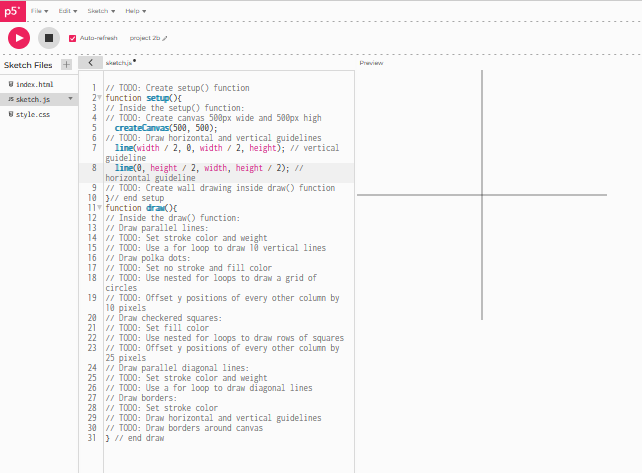 p5*
File Edit Sketch Help
Auto-refresh project 2b
Sketch Files
sketch.js
Preview
index.html
sketch.js
style.css
1 // TODO: Create setup() function
2 function setup(){
3 // Inside the setup() function:
4 // TODO: Create canvas 500px wide and 500px high
5 createCanvas(500, 500);
6 // TODO: Draw horizontal and vertical guidelines
7 line(width / 2, 0, width / 2, height); // vertical
guideline
8 line(0, height / 2, width, height / 2); //
horizontal guideline
9 // TODO: Create wall drawing inside draw() function
10 }// end setup
11 function draw(){
12 // Inside the draw() function:
13 // Draw parallel lines:
14 // TODO: Set stroke color and weight
15 // TODO: Use a for loop to draw 10 vertical lines
16 // Draw polka dots:
17 // TODO: Set no stroke and fill color
18 // TODO: Use nested for loops to draw a grid of
circles
19 // TODO: Offset y positions of every other column by
10 pixels
20 // Draw checkered squares:
21 // TODO: Set fill color
22 // TODO: Use nested for loops to draw rows of squares
23 // TODO: Offset y positions of every other column by
25 pixels
24 // Draw parallel diagonal lines:
25 // TODO: Set stroke color and weight
26 // TODO: Use a for loop to draw diagonal lines
27 // Draw borders:
28 // TODO: Set stroke color
29 // TODO: Draw horizontal and vertical guidelines
30 // TODO: Draw borders around canvas
31 } // end draw